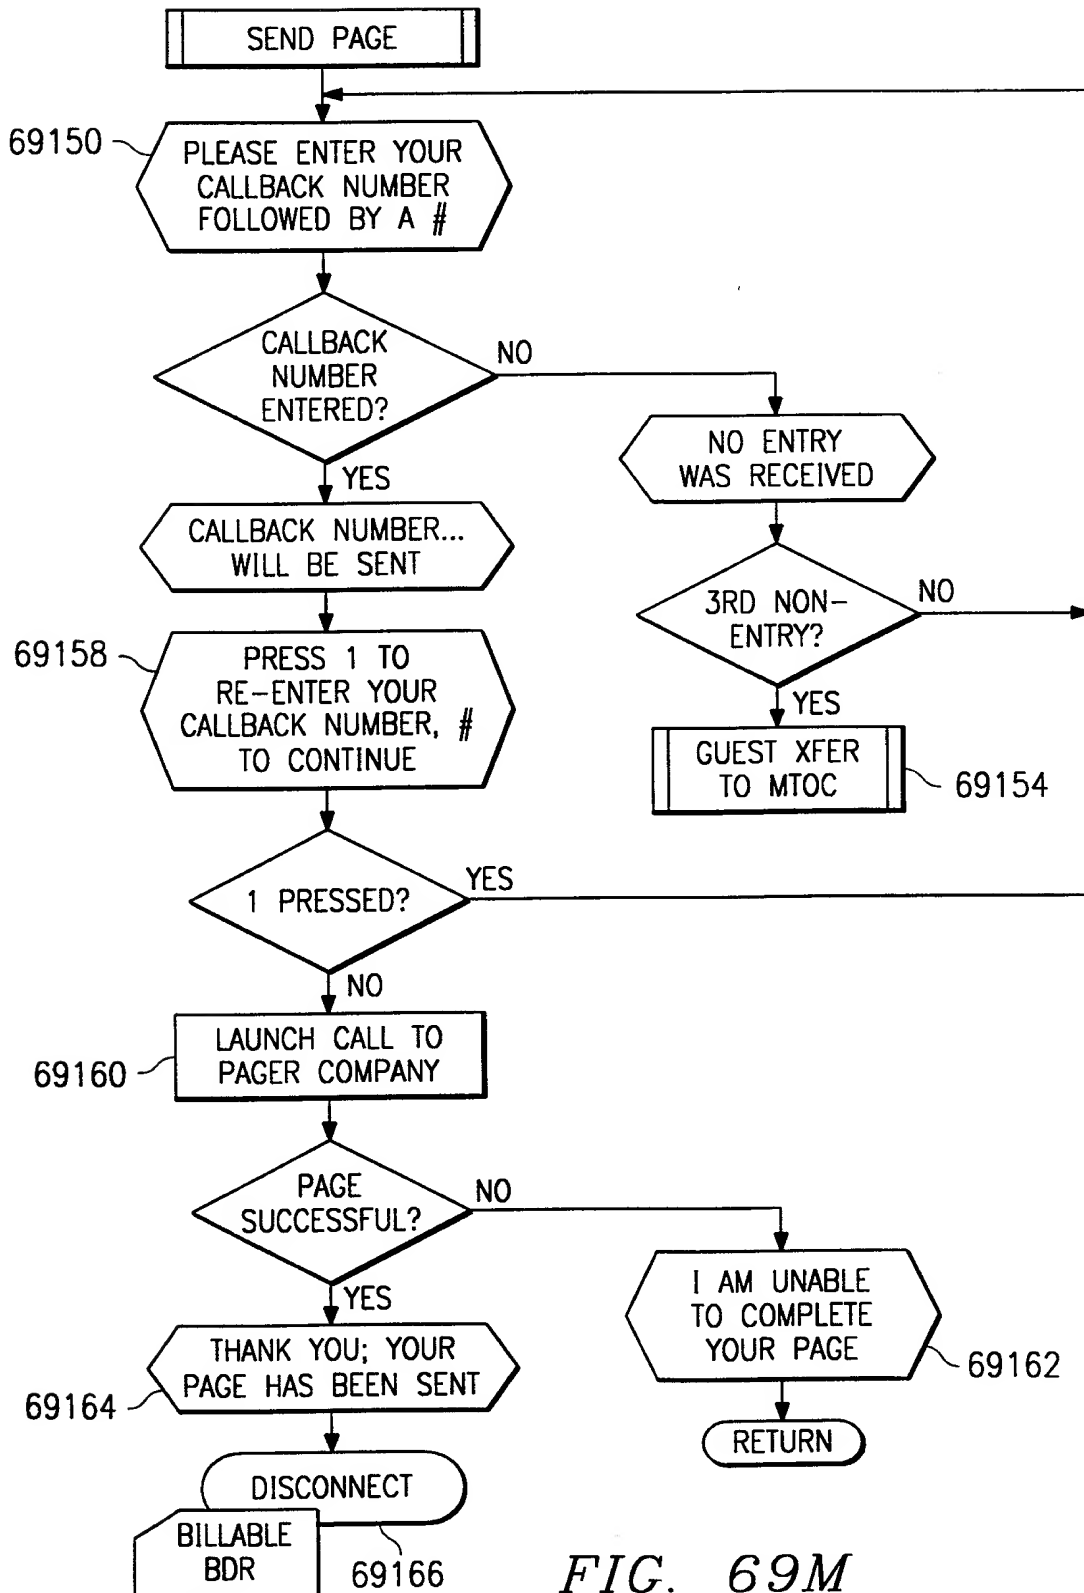 SEND PAGE
69150
PLEASE ENTER YOUR
CALLBACK NUMBER
FOLLOWED BY A #
CALLBACK
NUMBER
ENTERED?
NO
YES
NO ENTRY
WAS RECEIVED
CALLBACK NUMBER...
WILL BE SENT
3RD NON-
ENTRY?
NO
YES
69158
PRESS 1 TO
RE-ENTER YOUR
CALLBACK NUMBER, #
TO CONTINUE
GUEST XFER
TO MTOC
69154
1 PRESSED?
YES
NO
69160
LAUNCH CALL TO
PAGER COMPANY
PAGE
SUCCESSFUL?
NO
YES
I AM UNABLE
TO COMPLETE
YOUR PAGE
69162
THANK YOU; YOUR
PAGE HAS BEEN SENT
69164
RETURN
DISCONNECT
BILLABLE
BDR
69166
FIG. 69M